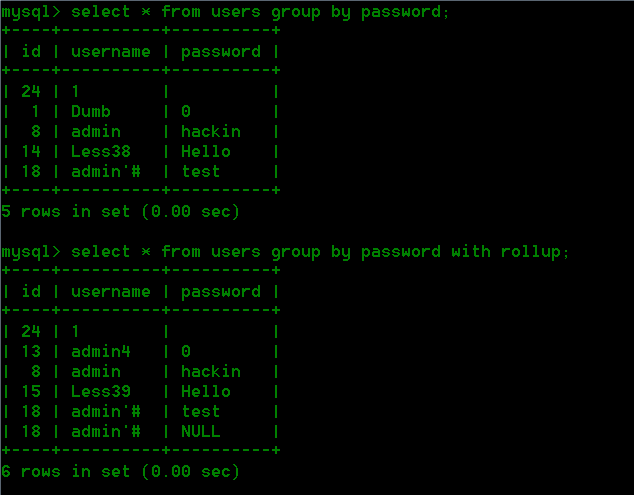 mysql> select * from users group by password;
+----+----------+----------+
| id | username | password |
+----+----------+----------+
| 24 | 1        |          |
|  1 | Dumb     | 0        |
|  8 | admin    | hackin   |
| 14 | Less38   | Hello    |
| 18 | admin'#  | test     |
+----+----------+----------+
5 rows in set (0.00 sec)
mysql> select * from users group by password with rollup;
+----+----------+----------+
| id | username | password |
+----+----------+----------+
| 24 | 1        |          |
| 13 | admin4   | 0        |
|  8 | admin    | hackin   |
| 15 | Less39   | Hello    |
| 18 | admin'#  | test     |
| 18 | admin'#  | NULL     |
+----+----------+----------+
6 rows in set (0.00 sec)